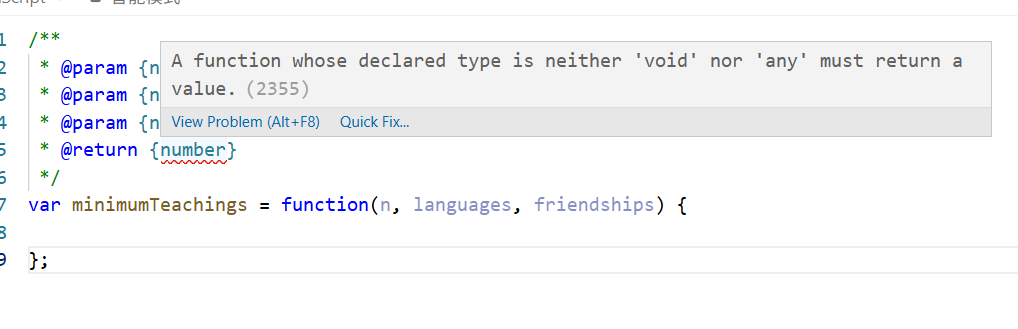 智能模式
1 /**
2 * @param {n
3 * @param {n
4 * @param {n
A function whose declared type is neither 'void' nor 'any' must return a
value. (2355)
View Problem (Alt+F8) Quick Fix...
5 * @return {number}
6 */
7 var minimumTeachings = function(n, languages, friendships) {
8
9 };